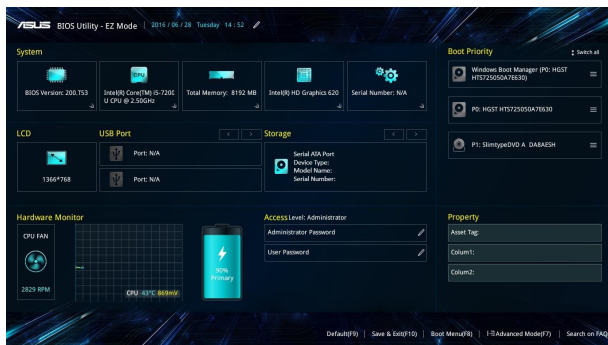 ASUS BIOS Utility - EZ Mode 2016 / 06 / 28 Tuesday 14 : 52
System
BIOS Version: 200.T53
CPU
Intel(R) Core(TM) i5-7200
U CPU @ 2.50GHz
Total Memory: 8192 MB
Intel(R) HD Graphics 620
Serial Number: N/A
Boot Priority
Switch all
Windows Boot Manager (P0: HGST
HTS725050A7E630)
P0: HGST HTS725050A7E630
P1: SlimtypeDVD A DA8AESH
LCD
1366*768
USB Port
Port: N/A
Port: N/A
Storage
Serial ATA Port
Device Type:
Model Name:
Serial Number:
Hardware Monitor
CPU FAN
2829 RPM
CPU 43°C 869mV
90%
Primary
Access Level: Administrator
Administrator Password
User Password
Property
Asset Tag:
Colum1:
Colum2:
Default(F9) | Save & Exit(F10) | Boot Menu(F8) | Advanced Mode(F7) | Search on FAQ